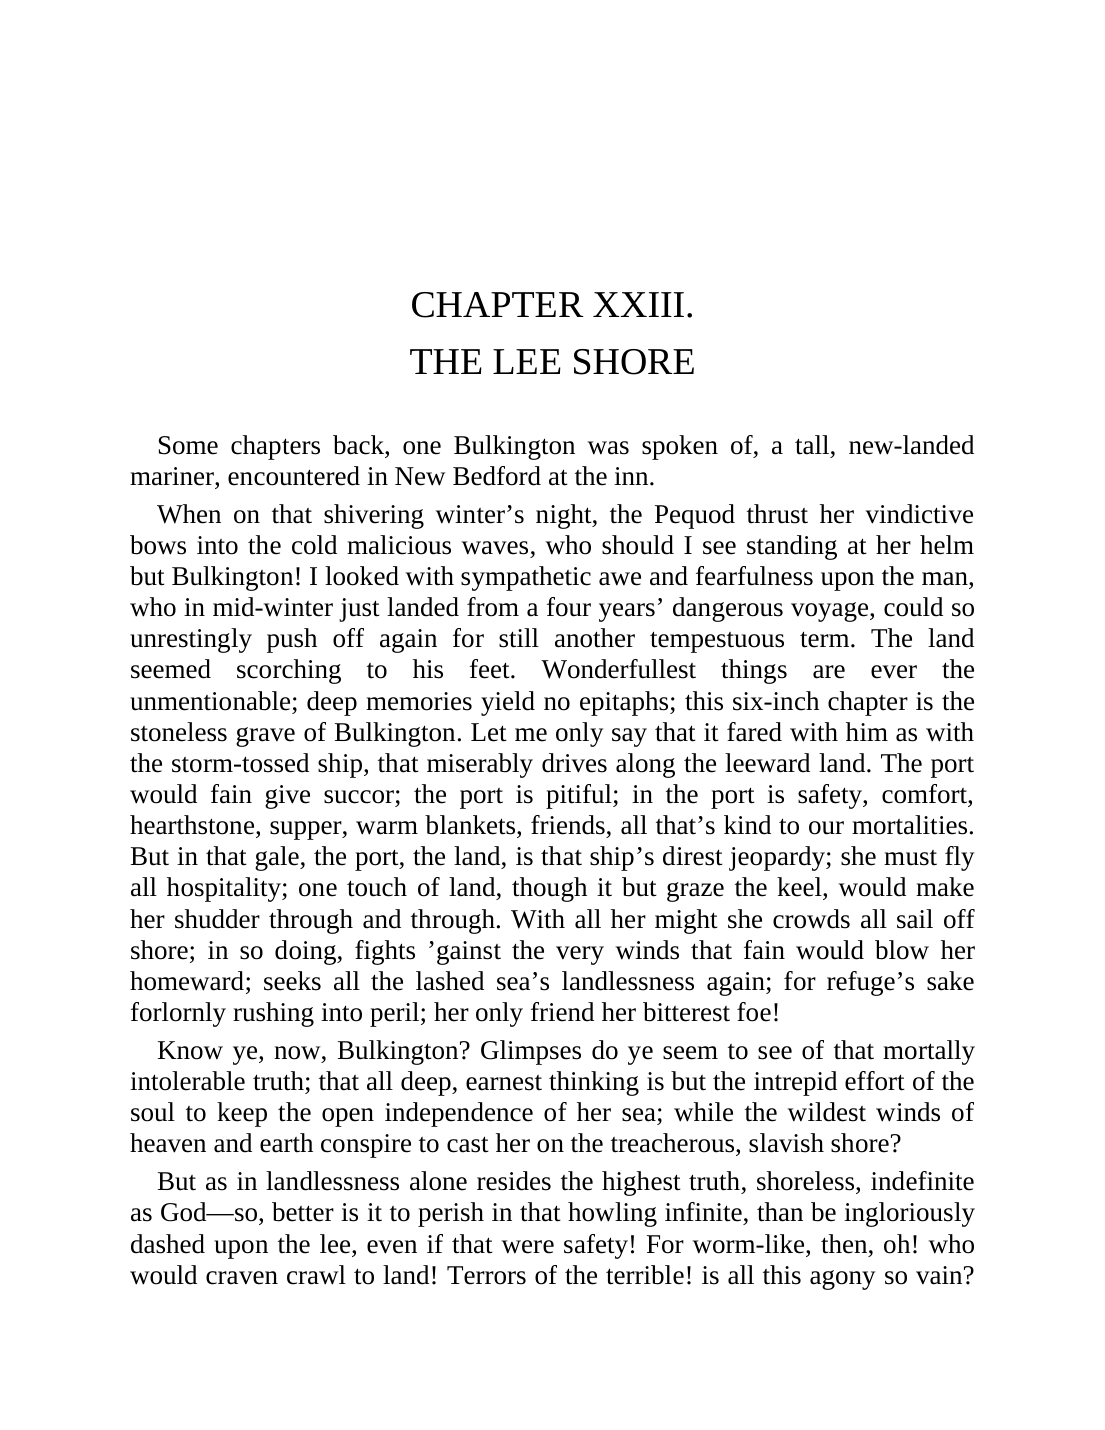 CHAPTER XXIII.
THE LEE SHORE
Some chapters back, one Bulkington was spoken of, a tall, new-landed
mariner, encountered in New Bedford at the inn.
When on that shivering winter’s night, the Pequod thrust her vindictive
bows into the cold malicious waves, who should I see standing at her helm
but Bulkington! I looked with sympathetic awe and fearfulness upon the man,
who in mid-winter just landed from a four years’ dangerous voyage, could so
unrestingly push off again for still another tempestuous term. The land
seemed scorching to his feet. Wonderfullest things are ever the
unmentionable; deep memories yield no epitaphs; this six-inch chapter is the
stoneless grave of Bulkington. Let me only say that it fared with him as with
the storm-tossed ship, that miserably drives along the leeward land. The port
would fain give succor; the port is pitiful; in the port is safety, comfort,
hearthstone, supper, warm blankets, friends, all that’s kind to our mortalities.
But in that gale, the port, the land, is that ship’s direst jeopardy; she must fly
all hospitality; one touch of land, though it but graze the keel, would make
her shudder through and through. With all her might she crowds all sail off
shore; in so doing, fights ’gainst the very winds that fain would blow her
homeward; seeks all the lashed sea’s landlessness again; for refuge’s sake
forlornly rushing into peril; her only friend her bitterest foe!
Know ye, now, Bulkington? Glimpses do ye seem to see of that mortally
intolerable truth; that all deep, earnest thinking is but the intrepid effort of the
soul to keep the open independence of her sea; while the wildest winds of
heaven and earth conspire to cast her on the treacherous, slavish shore?
But as in landlessness alone resides the highest truth, shoreless, indefinite
as God—so, better is it to perish in that howling infinite, than be ingloriously
dashed upon the lee, even if that were safety! For worm-like, then, oh! who
would craven crawl to land! Terrors of the terrible! is all this agony so vain?